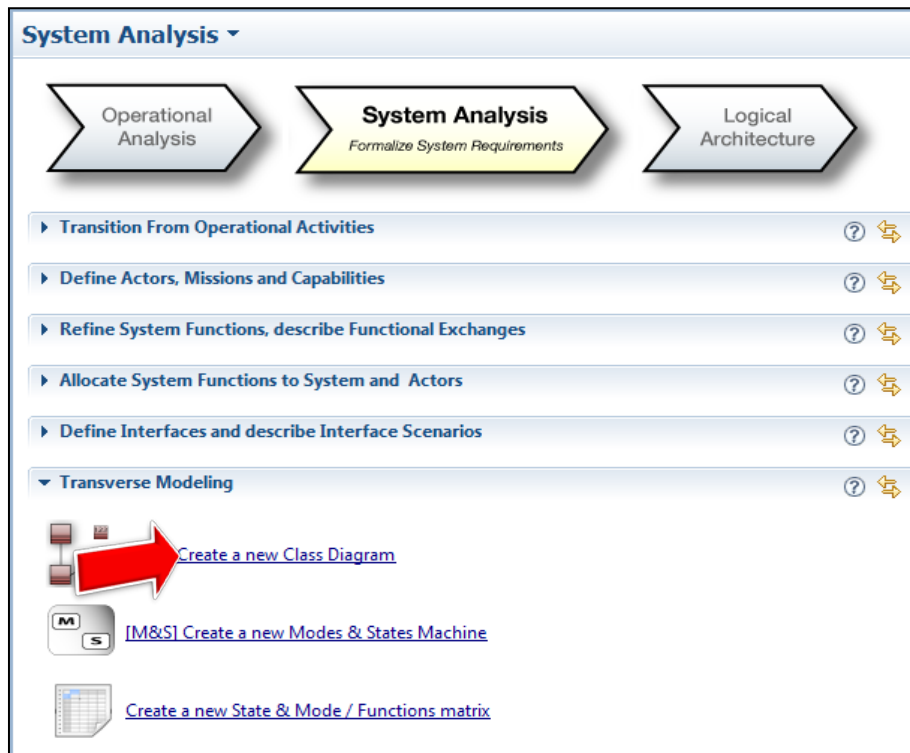 System Analysis
Operational
Analysis
System Analysis
Formalize System Requirements
Logical
Architecture
Transition From Operational Activities
?
Define Actors, Missions and Capabilities
?
Refine System Functions, describe Functional Exchanges
?
Allocate System Functions to System and Actors
?
Define Interfaces and describe Interface Scenarios
?
Transverse Modeling
?
Create a new Class Diagram
M
S
[M&S] Create a new Modes & States Machine
Create a new State & Mode / Functions matrix